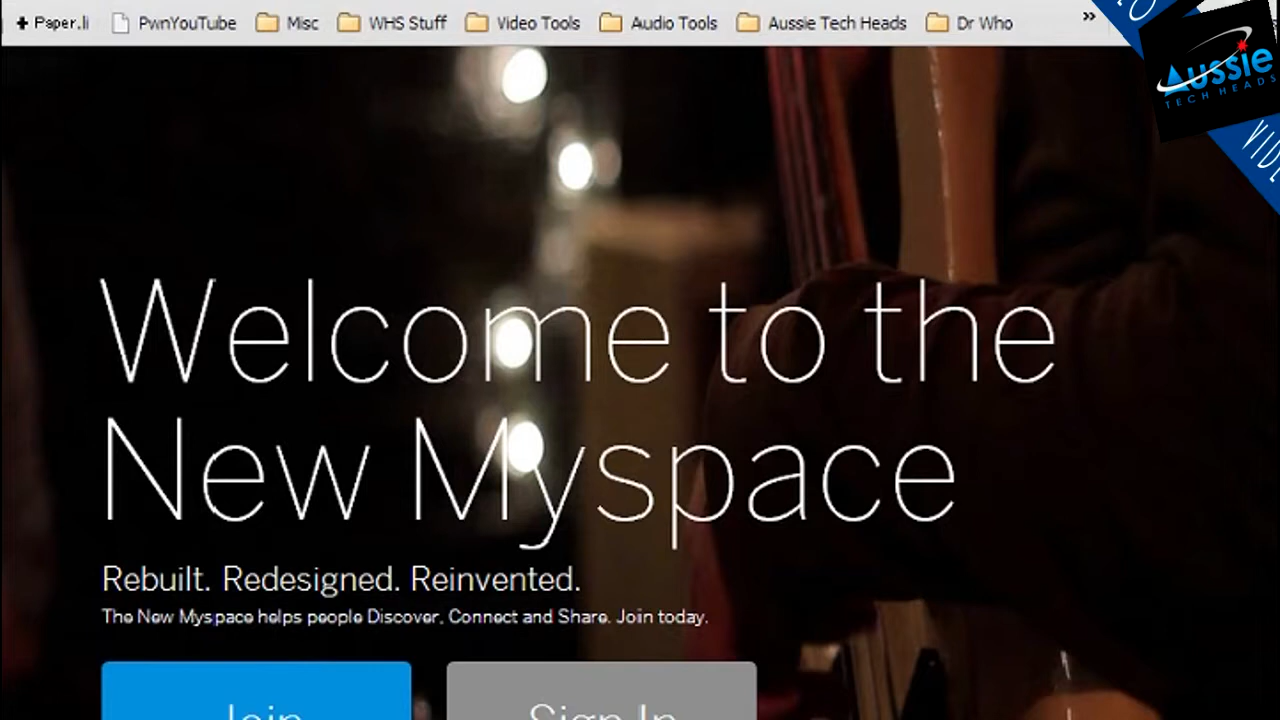 + Paper.li PwnYouTube Misc WHS Stuff Video Tools Audio Tools Aussie Tech Heads Dr Who »
AUSSIE
TECH HEADS
Welcome to the
New Myspace
Rebuilt. Redesigned. Reinvented.
The New Myspace helps people Discover, Connect and Share. Join today.
Join Sign In